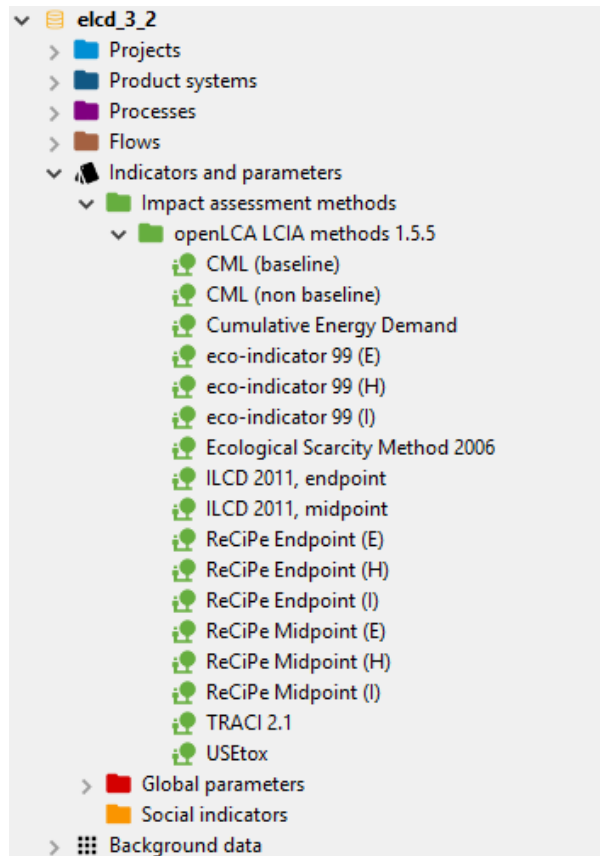 elcd_3_2
Projects
Product systems
Processes
Flows
Indicators and parameters
Impact assessment methods
openLCA LCIA methods 1.5.5
CML (baseline)
CML (non baseline)
Cumulative Energy Demand
eco-indicator 99 (E)
eco-indicator 99 (H)
eco-indicator 99 (I)
Ecological Scarcity Method 2006
ILCD 2011, endpoint
ILCD 2011, midpoint
ReCiPe Endpoint (E)
ReCiPe Endpoint (H)
ReCiPe Endpoint (I)
ReCiPe Midpoint (E)
ReCiPe Midpoint (H)
ReCiPe Midpoint (I)
TRACI 2.1
USEtox
Global parameters
Social indicators
Background data